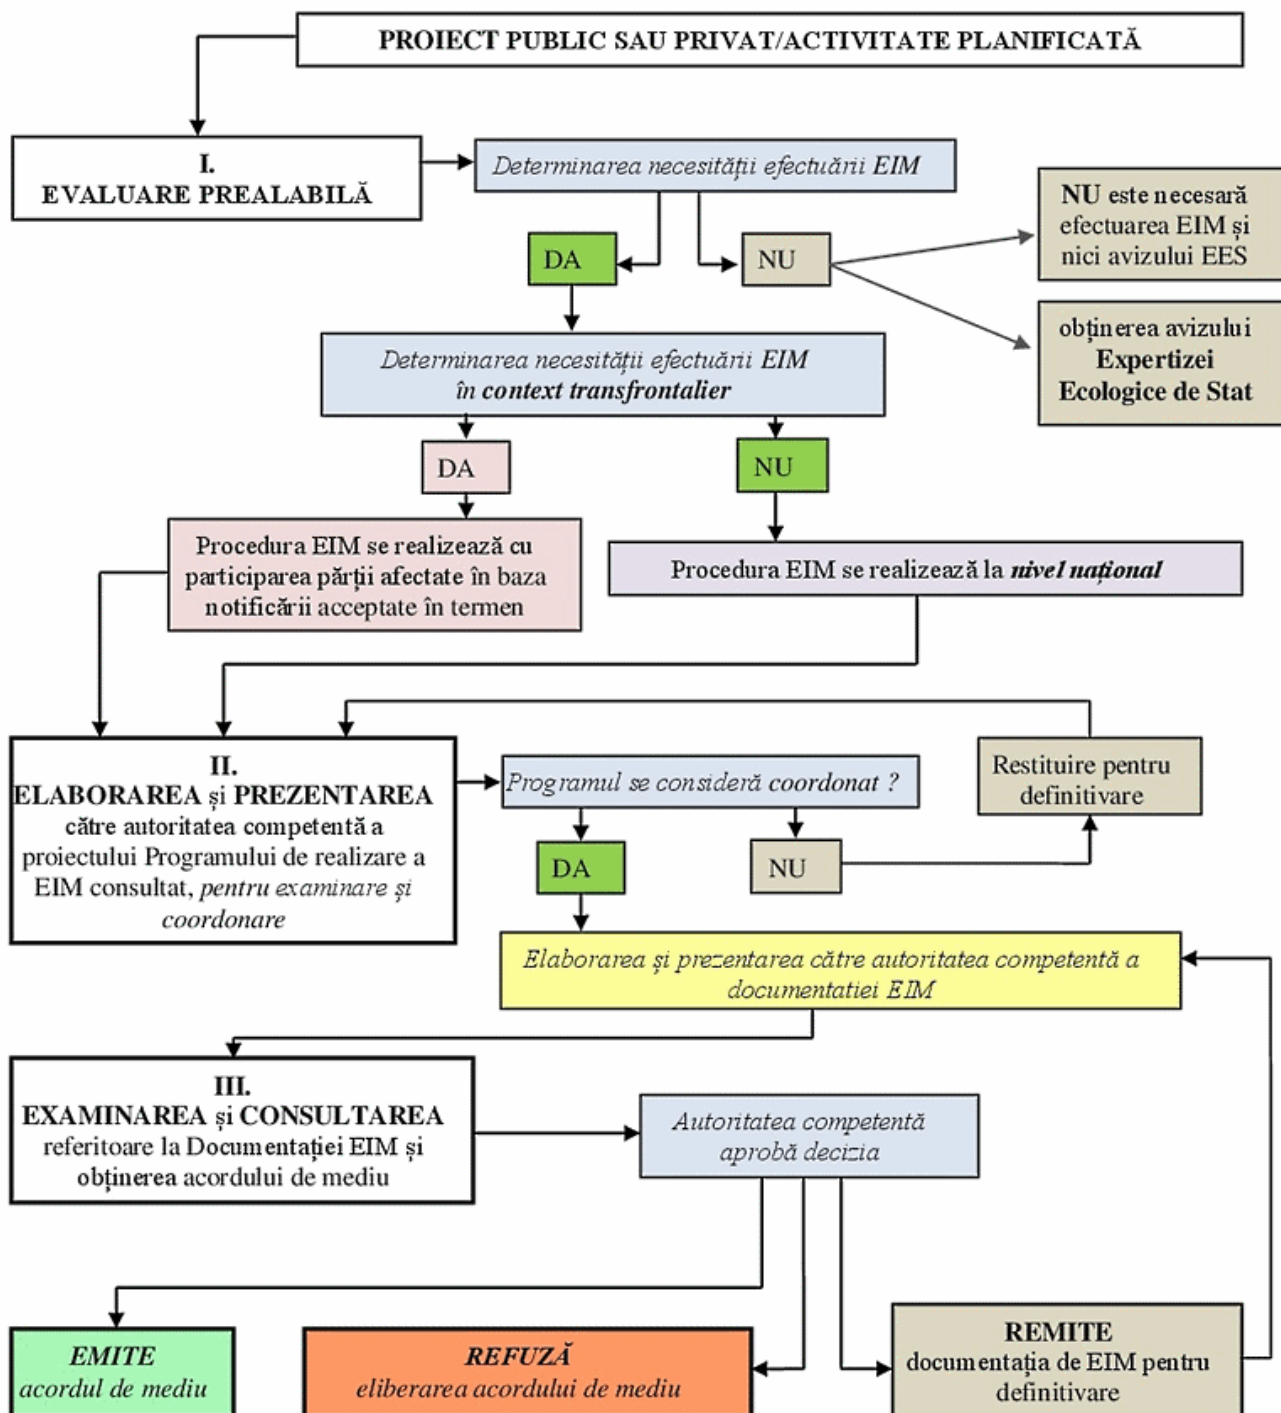 PROIECT PUBLIC SAU PRIVAT/ACTIVITATE PLANIFICATĂ
I.
EVALUARE PREALABILĂ
Determinarea necesității efectuării EIM
NU este necesară
efectuarea EIM și
nici avizului EES
DA
NU
obținerea avizului
Expertizei
Ecologice de Stat
Determinarea necesității efectuării EIM
în context transfrontalier
DA
NU
Procedura EIM se realizează cu
participarea părții afectate în baza
notificării acceptate în termen
Procedura EIM se realizează la nivel național
II.
ELABORAREA și PREZENTAREA
către autoritatea competentă a
proiectului Programului de realizare a
EIM consultat, pentru examinare și
coordonare
Programul se consideră coordonat ?
Restituire pentru
definitivare
DA
NU
Elaborarea și prezentarea către autoritatea competentă a
documentatiei EIM
III.
EXAMINAREA și CONSULTAREA
referitoare la Documentației EIM și
obținerea acordului de mediu
Autoritatea competentă
aprobă decizia
EMITE
acordul de mediu
REFUZĂ
eliberarea acordului de mediu
REMITE
documentația de EIM pentru
definitivare